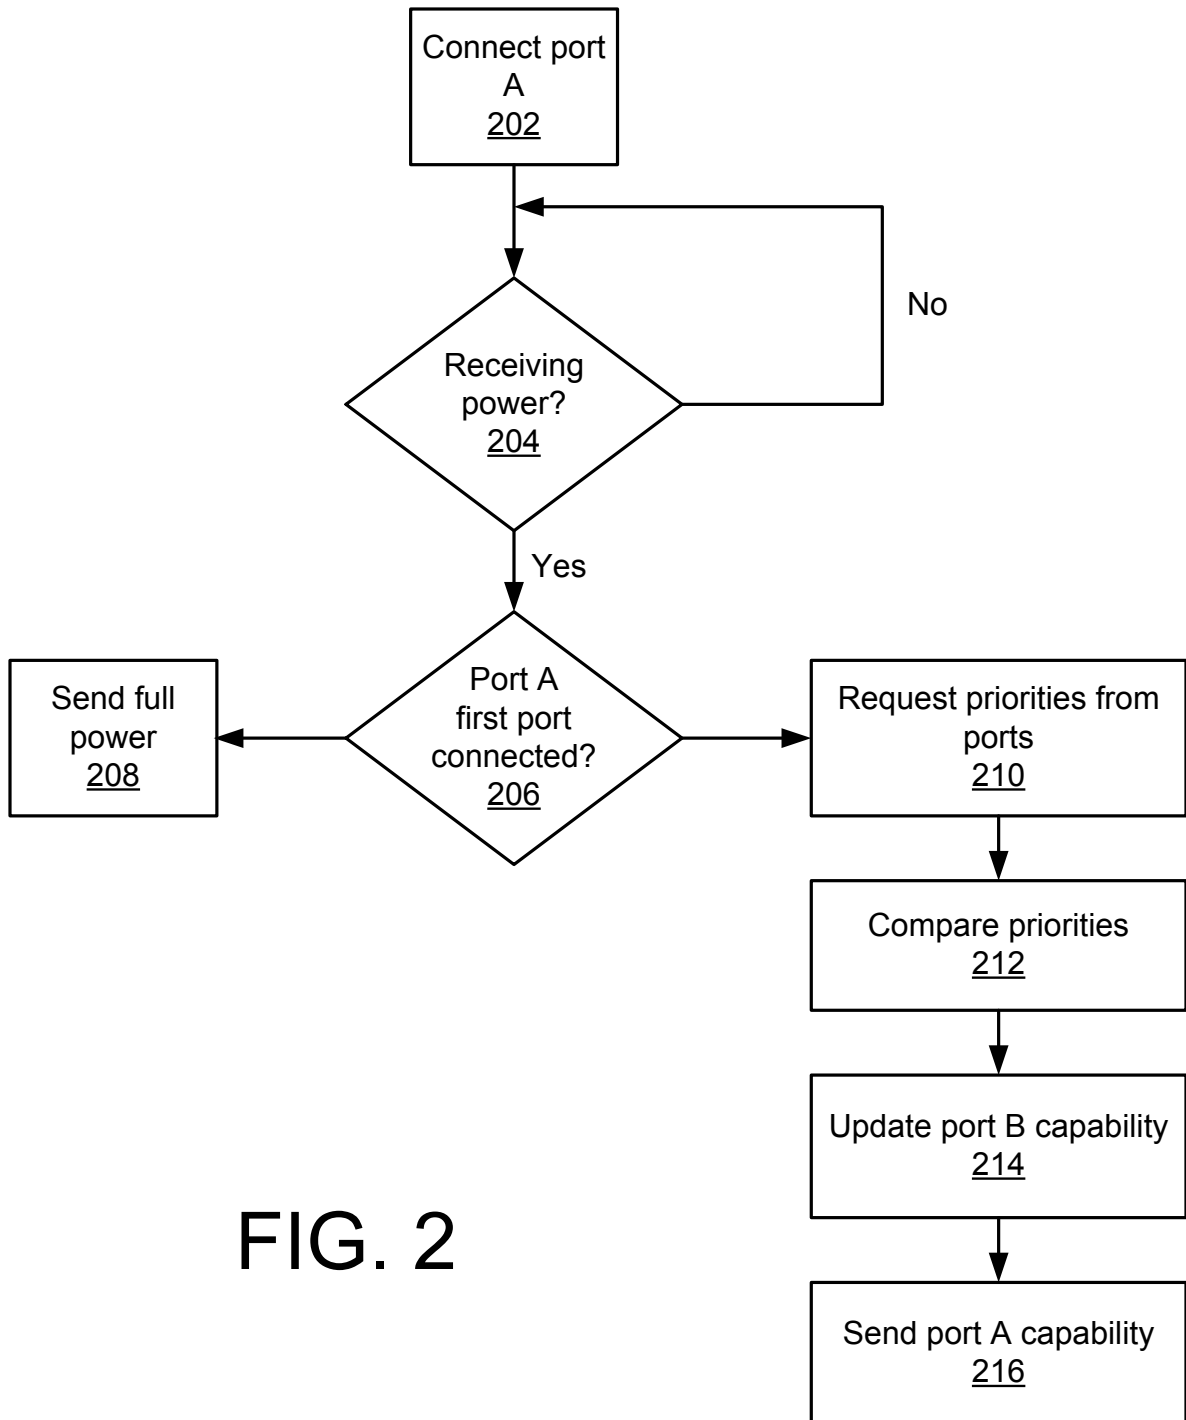 Connect port
A
202
No
Receiving
power?
204
Yes
Port A
first port
connected?
206
Send full
power
208
Request priorities from
ports
210
Compare priorities
212
Update port B capability
214
Send port A capability
216
FIG. 2